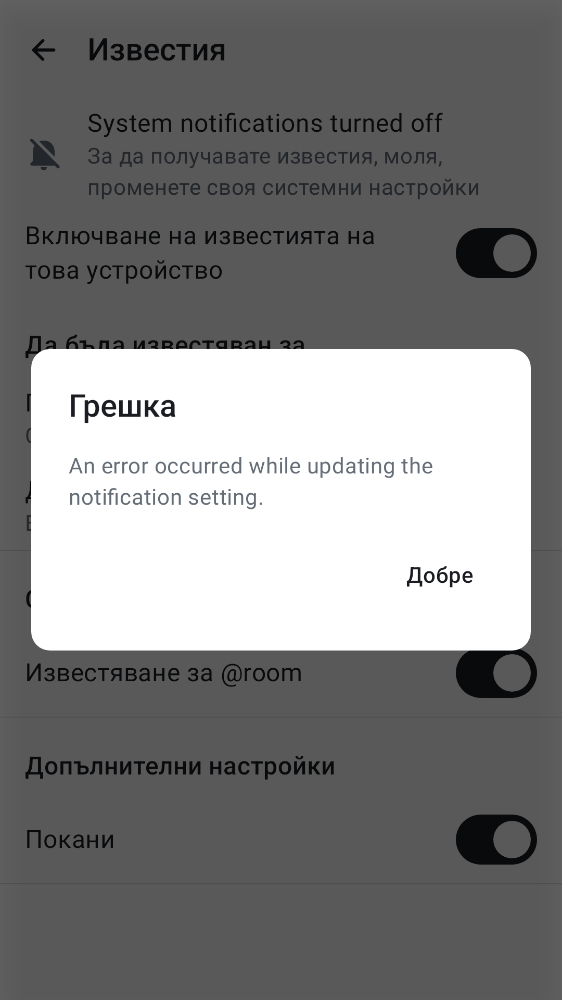 Известия
System notifications turned off
За да получавате известия, моля,
променете своя системни настройки
Включване на известията на
това устройство
Да бъда известяван за
Грешка
An error occurred while updating the
notification setting.
Добре
Известяване за @room
Допълнителни настройки
Покани